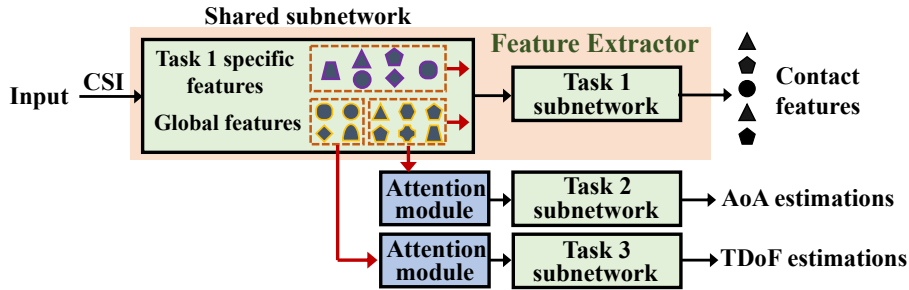 Shared subnetwork
Feature Extractor
Task 1 specific
features
Global features
Input
CSI
Task 1
subnetwork
Contact
features
Attention
module
Task 2
subnetwork
AoA estimations
Attention
module
Task 3
subnetwork
TDoF estimations